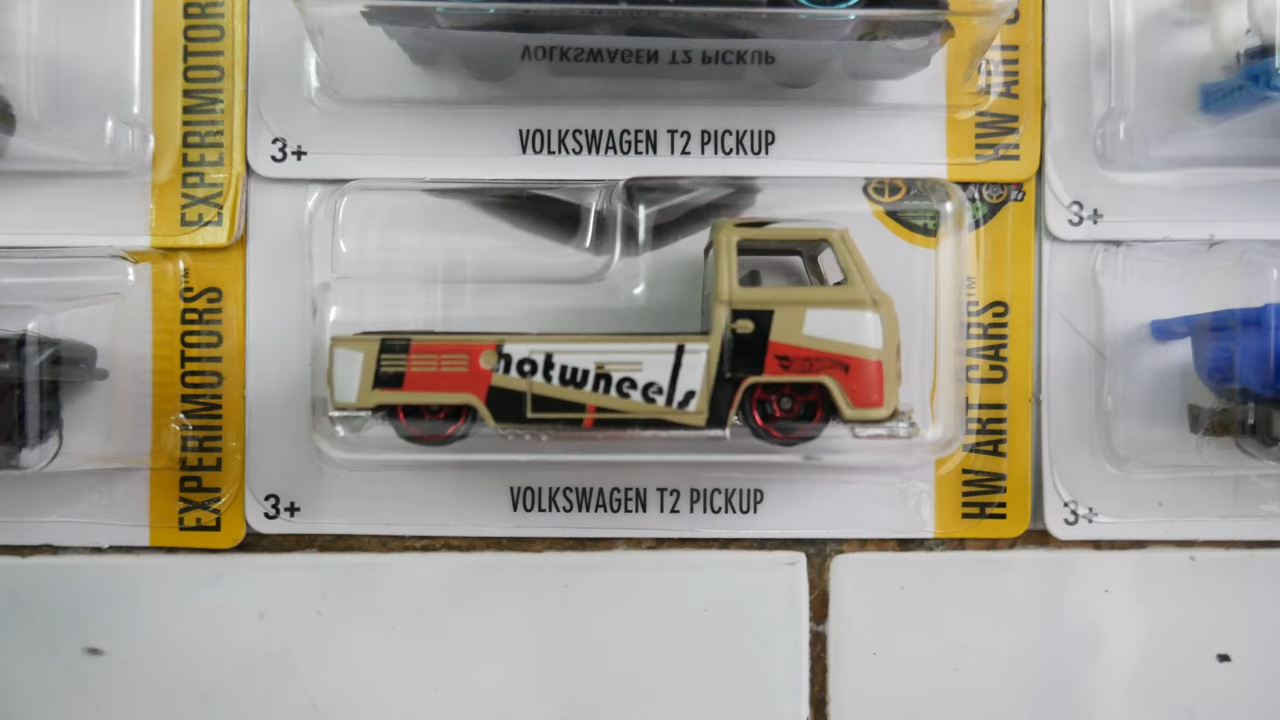 EXPERIMOTOR
VOLKSWAGEN T2 PICKUP
3+
VOLKSWAGEN T2 PICKUP
HW ART C
3+
EXPERIMOTORS™
hotwheels
3+
VOLKSWAGEN T2 PICKUP
HW ART CARS™
3+